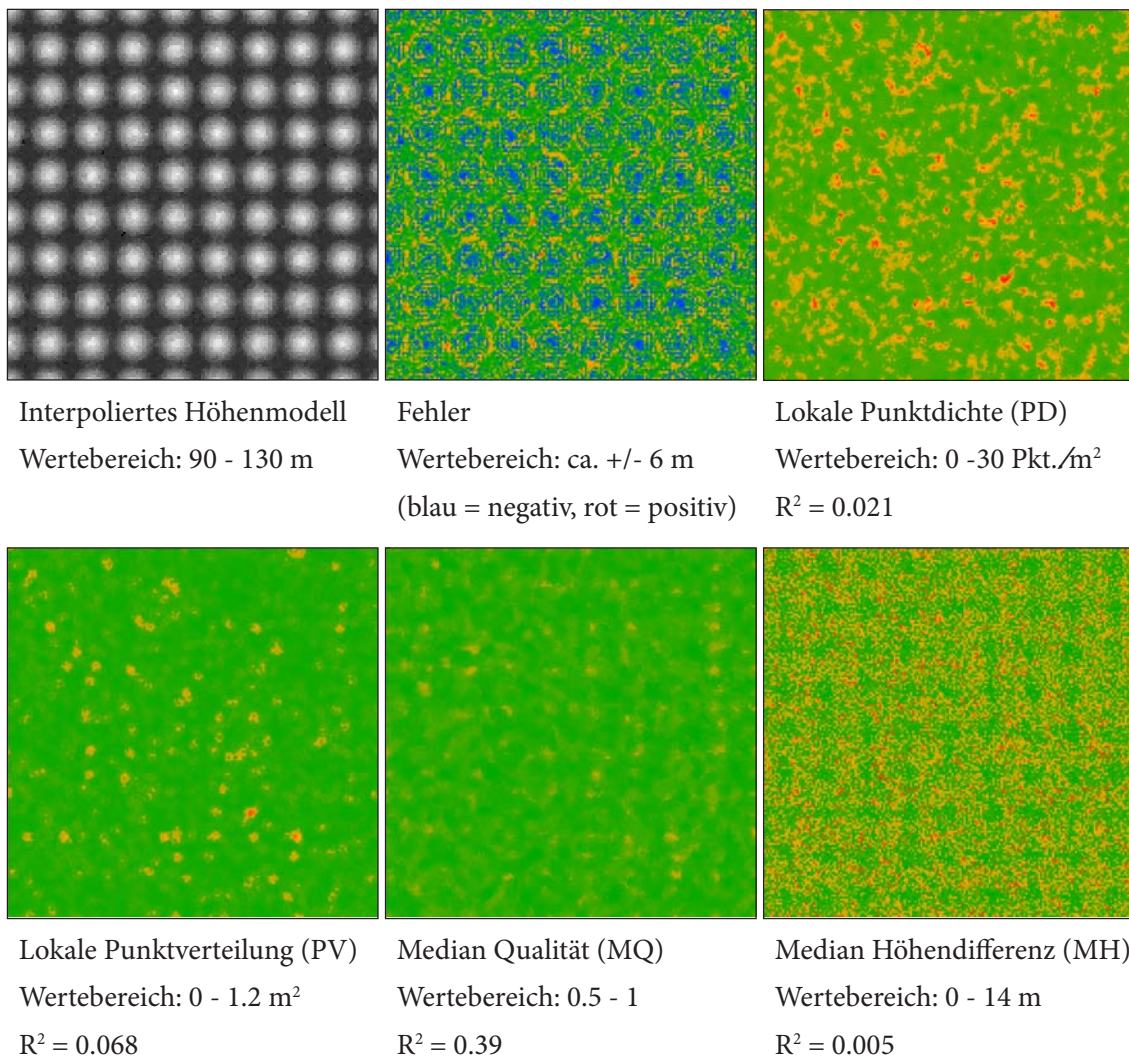 Interpoliertes Höhenmodell
Wertebereich: 90 - 130 m
Fehler
Wertebereich: ca. +/- 6 m
(blau = negativ, rot = positiv)
Lokale Punktdichte (PD)
Wertebereich: 0 -30 Pkt./m²
R² = 0.021
Lokale Punktverteilung (PV)
Wertebereich: 0 - 1.2 m²
R² = 0.068
Median Qualität (MQ)
Wertebereich: 0.5 - 1
R² = 0.39
Median Höhendifferenz (MH)
Wertebereich: 0 - 14 m
R² = 0.005